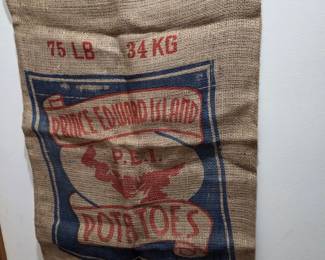 75 LB 34 KG
PRINCE EDWARD ISLAND
P.E.I.
POTATOES